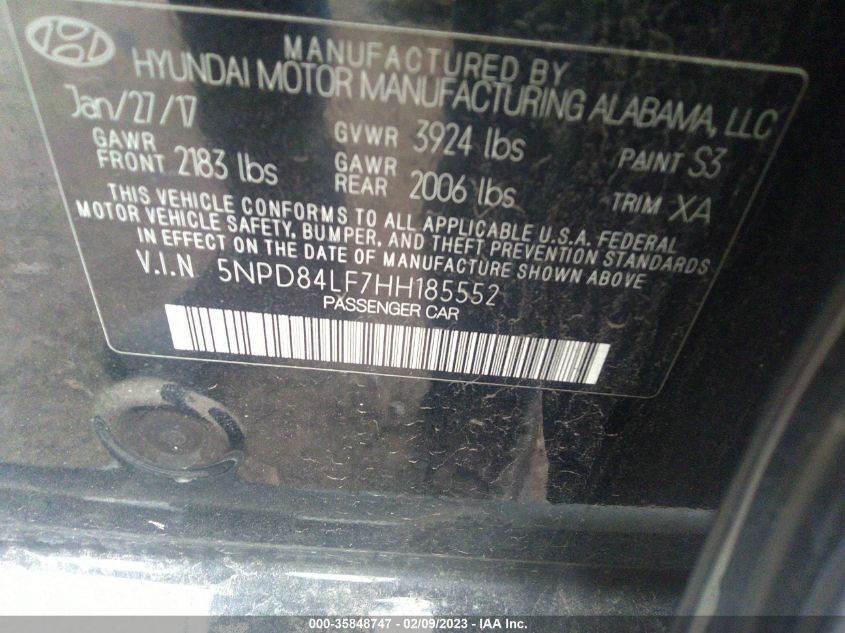 MANUFACTURED BY
HYUNDAI MOTOR MANUFACTURING ALABAMA, LLC
Jan/27/17
GVWR 3924 lbs
PAINT S3
GAWR FRONT 2183 lbs
GAWR REAR 2006 lbs
TRIM XA
THIS VEHICLE CONFORMS TO ALL APPLICABLE U.S.A. FEDERAL
MOTOR VEHICLE SAFETY, BUMPER, AND THEFT PREVENTION STANDARDS
IN EFFECT ON THE DATE OF MANUFACTURE SHOWN ABOVE
V.I.N 5NPD84LF7HH185552
PASSENGER CAR
000-35848747 - 02/09/2023 - IAA Inc.